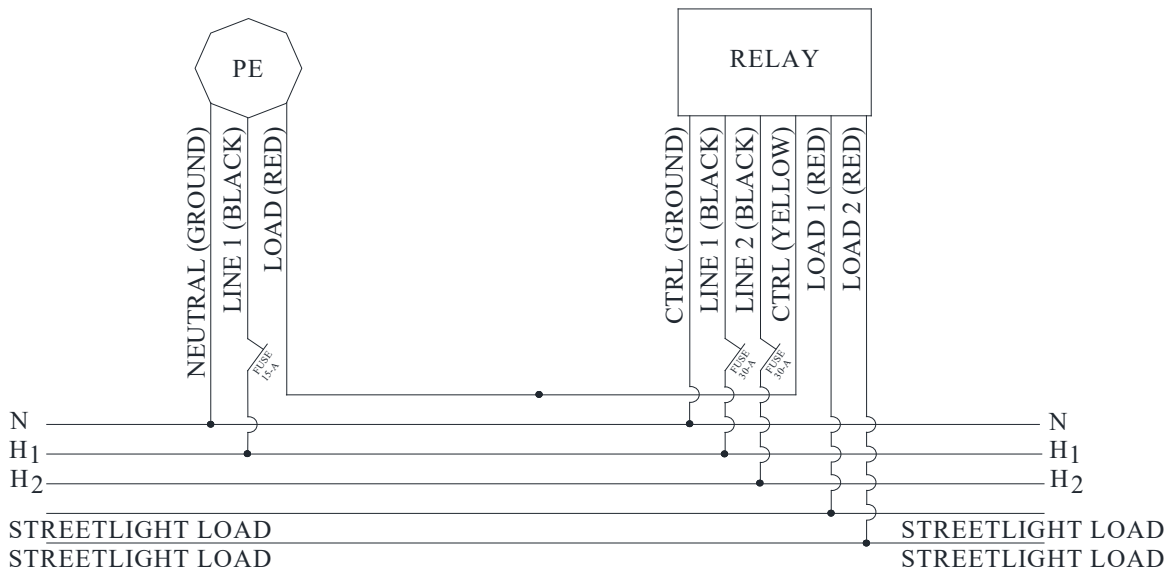 PE
RELAY
NEUTRAL (GROUND)
LINE 1 (BLACK)
LOAD (RED)
CTRL (GROUND)
LINE 1 (BLACK)
LINE 2 (BLACK)
CTRL (YELLOW)
LOAD 1 (RED)
LOAD 2 (RED)
FUSE
15-A
FUSE
30-A
FUSE
30-A
N
N
H1
H1
H2
H2
STREETLIGHT LOAD
STREETLIGHT LOAD
STREETLIGHT LOAD
STREETLIGHT LOAD